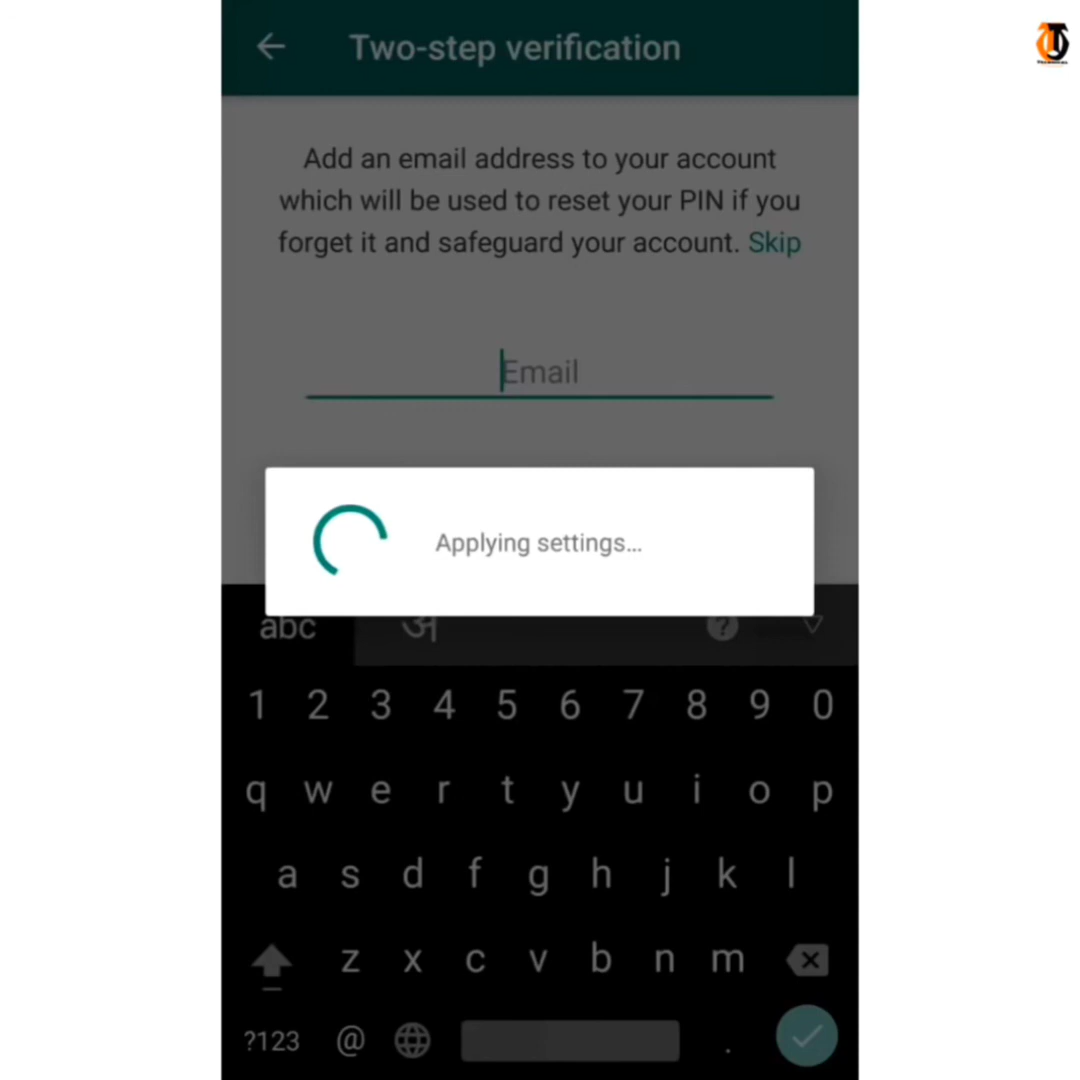 Two-step verification
Add an email address to your account
which will be used to reset your PIN if you
forget it and safeguard your account. Skip
Email
Applying settings...
abc अ ?
1 2 3 4 5 6 7 8 9 0
q w e r t y u i o p
a s d f g h j k l
z x c v b n m
?123 @ .